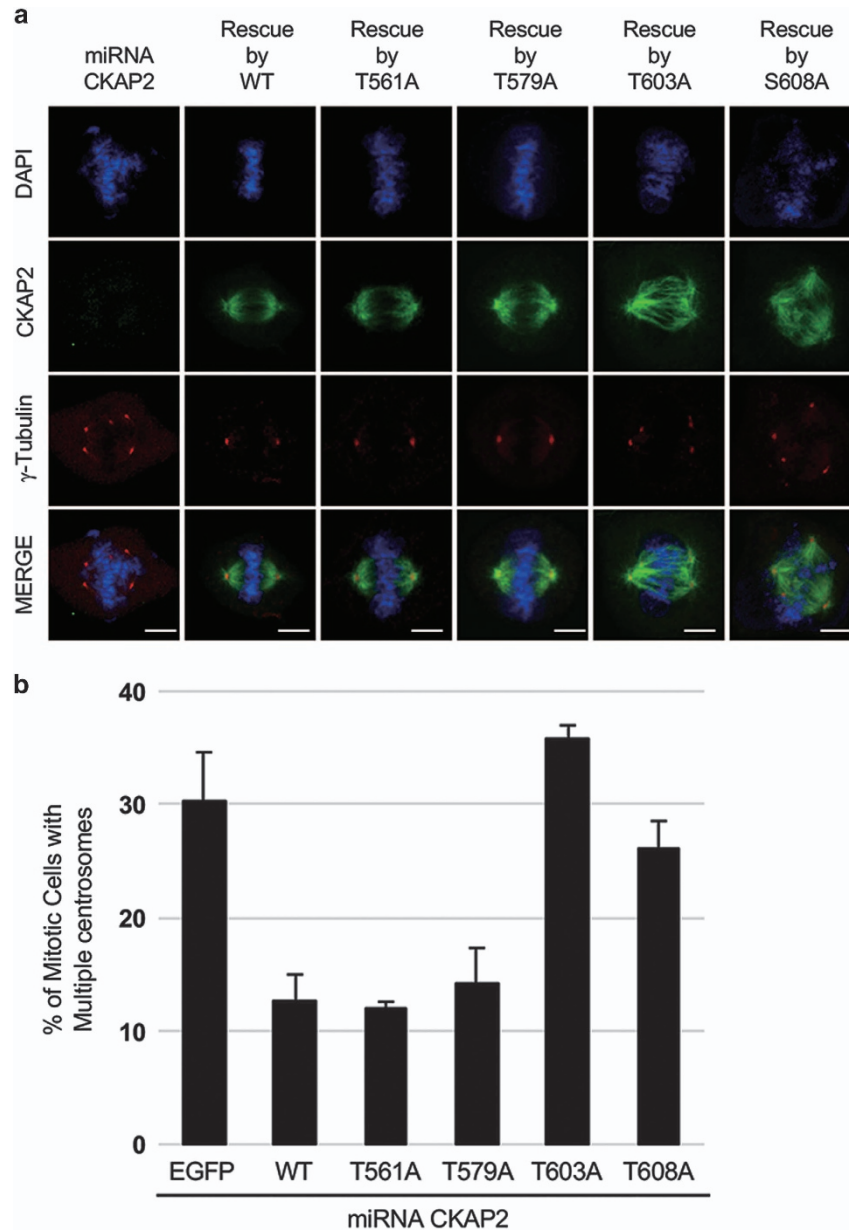 a
miRNA
CKAP2
Rescue
by
WT
Rescue
by
T561A
Rescue
by
T579A
Rescue
by
T603A
Rescue
by
S608A
DAPI
CKAP2
γ-Tubulin
MERGE
b
% of Mitotic Cells with
Multiple centrosomes
40
30
20
10
0
EGFP WT T561A T579A T603A T608A
miRNA CKAP2